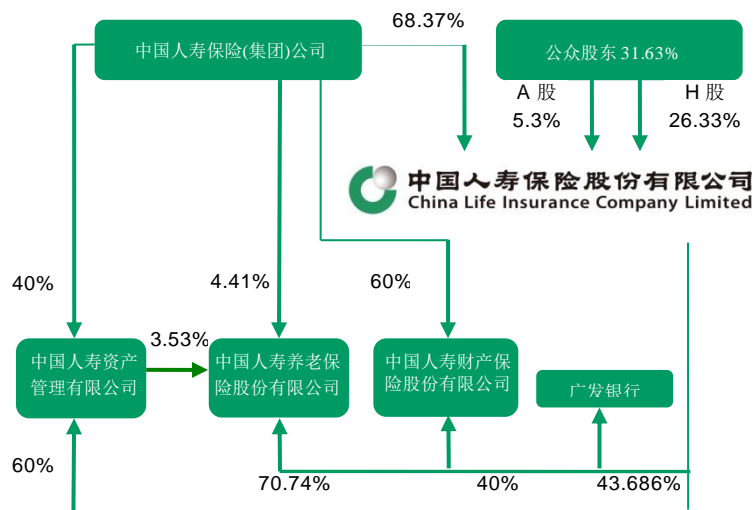 68.37%
中国人寿保险(集团)公司
公众股东 31.63%
A 股
5.3%
H 股
26.33%
中国人寿保险股份有限公司
China Life Insurance Company Limited
40%
4.41%
60%
3.53%
中国人寿资产
管理有限公司
中国人寿养老保
险股份有限公司
中国人寿财产保
险股份有限公司
广发银行
60%
70.74%
40%
43.686%